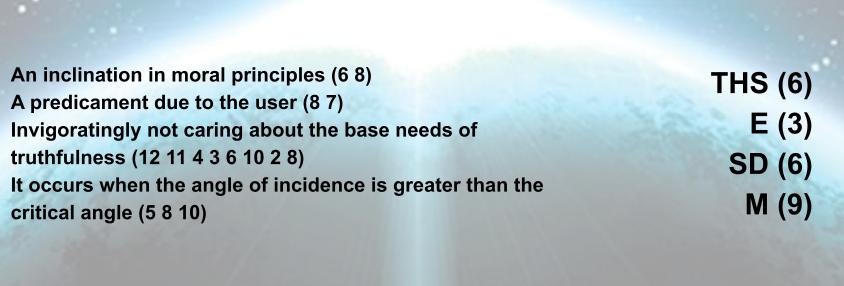 An inclination in moral principles (6 8)
A predicament due to the user (8 7)
Invigoratingly not caring about the base needs of
truthfulness (12 11 4 3 6 10 2 8)
It occurs when the angle of incidence is greater than the
critical angle (5 8 10)
THS (6)
E (3)
SD (6)
M (9)